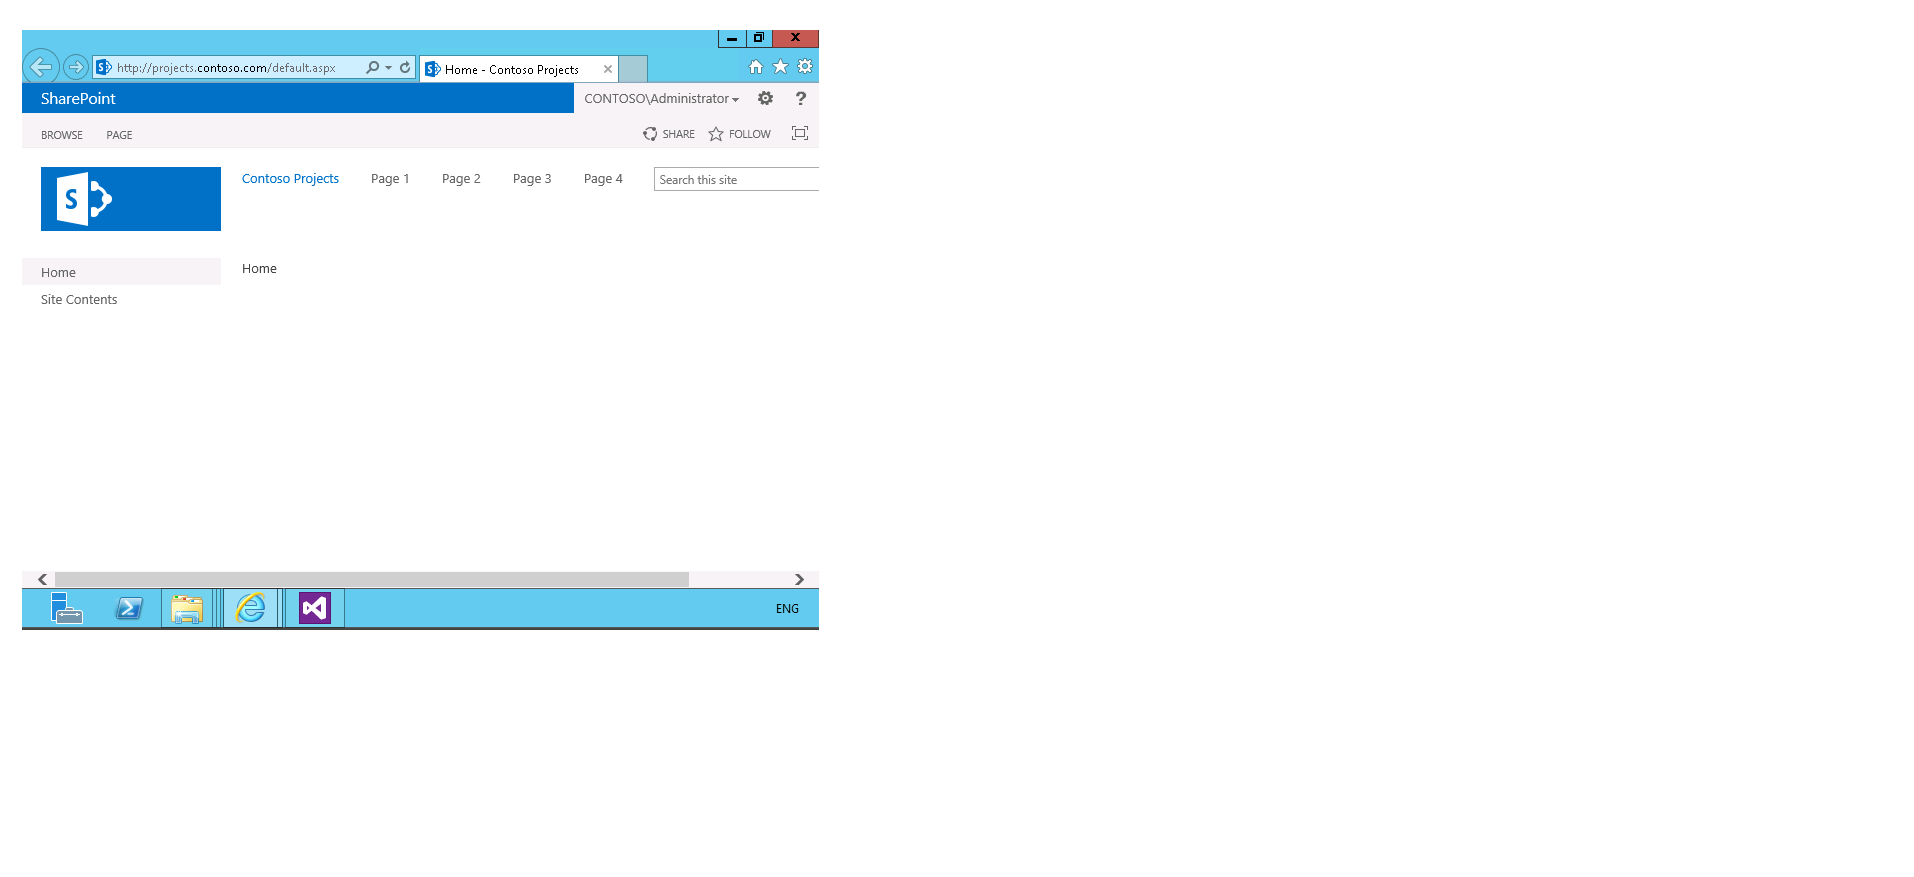 http://projects.contoso.com/default.aspx
Home - Contoso Projects
SharePoint
CONTOSO\Administrator
?
BROWSE PAGE
SHARE FOLLOW
S
Contoso Projects Page 1 Page 2 Page 3 Page 4
Search this site
Home
Site Contents
Home
ENG